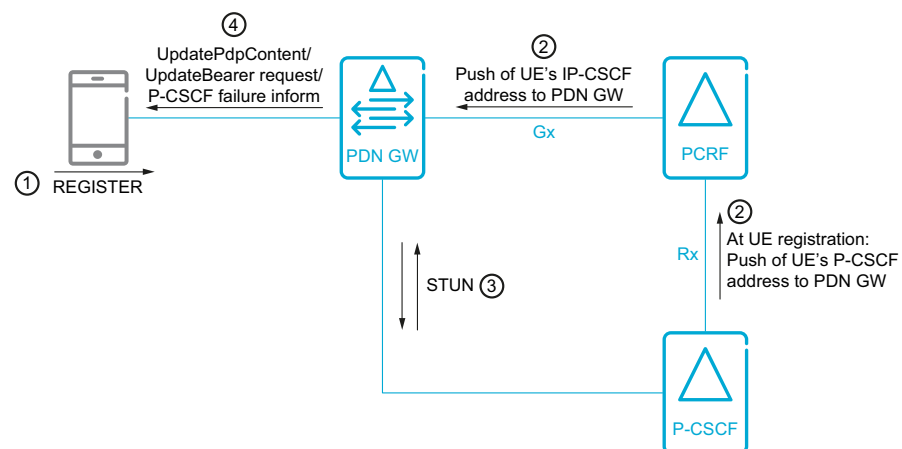 ④
UpdatePdpContent/
UpdateBearer request/
P-CSCF failure inform
②
Push of UE's IP-CSCF
address to PDN GW
Gx
PDN GW
PCRF
① REGISTER
②
At UE registration:
Push of UE's P-CSCF
address to PDN GW
Rx
STUN ③
P-CSCF